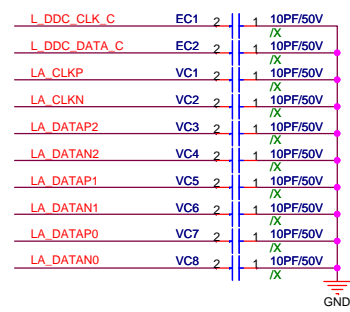 L_DDC_CLK_C EC1 2 1 10PF/50V
/X
L_DDC_DATA_C EC2 2 1 10PF/50V
/X
LA_CLKP VC1 2 1 10PF/50V
/X
LA_CLKN VC2 2 1 10PF/50V
/X
LA_DATAP2 VC3 2 1 10PF/50V
/X
LA_DATAN2 VC4 2 1 10PF/50V
/X
LA_DATAP1 VC5 2 1 10PF/50V
/X
LA_DATAN1 VC6 2 1 10PF/50V
/X
LA_DATAP0 VC7 2 1 10PF/50V
/X
LA_DATAN0 VC8 2 1 10PF/50V
/X
GND